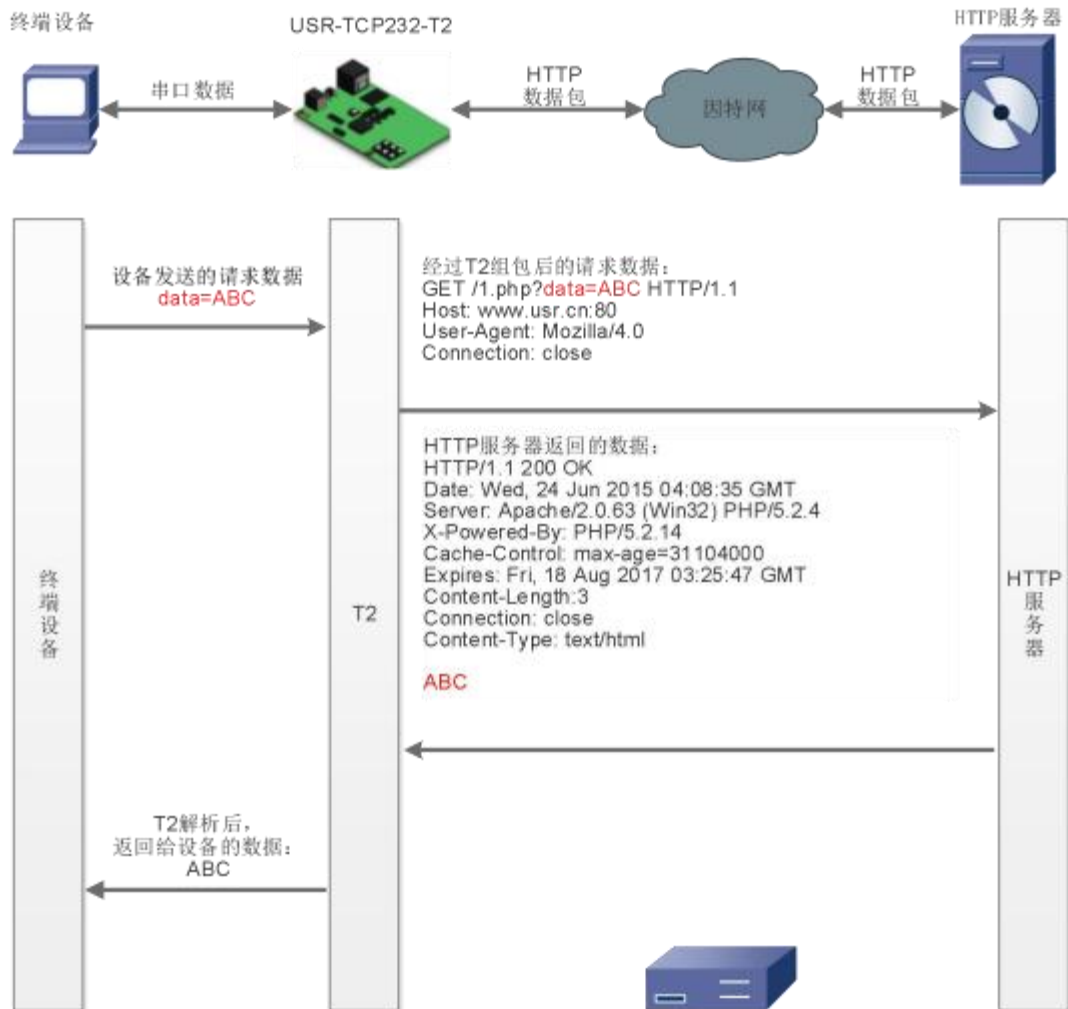 终端设备
USR-TCP232-T2
HTTP服务器
串口数据
HTTP
数据包
因特网
HTTP
数据包
设备发送的请求数据
data=ABC
经过T2组包后的请求数据：
GET /1.php?data=ABC HTTP/1.1
Host: www.usr.cn:80
User-Agent: Mozilla/4.0
Connection: close
HTTP服务器返回的数据：
HTTP/1.1 200 OK
Date: Wed, 24 Jun 2015 04:08:35 GMT
Server: Apache/2.0.63 (Win32) PHP/5.2.4
X-Powered-By: PHP/5.2.14
Cache-Control: max-age=31104000
Expires: Fri, 18 Aug 2017 03:25:47 GMT
Content-Length:3
Connection: close
Content-Type: text/html
ABC
终端设备
T2
HTTP
服务器
T2解析后，
返回给设备的数据：
ABC